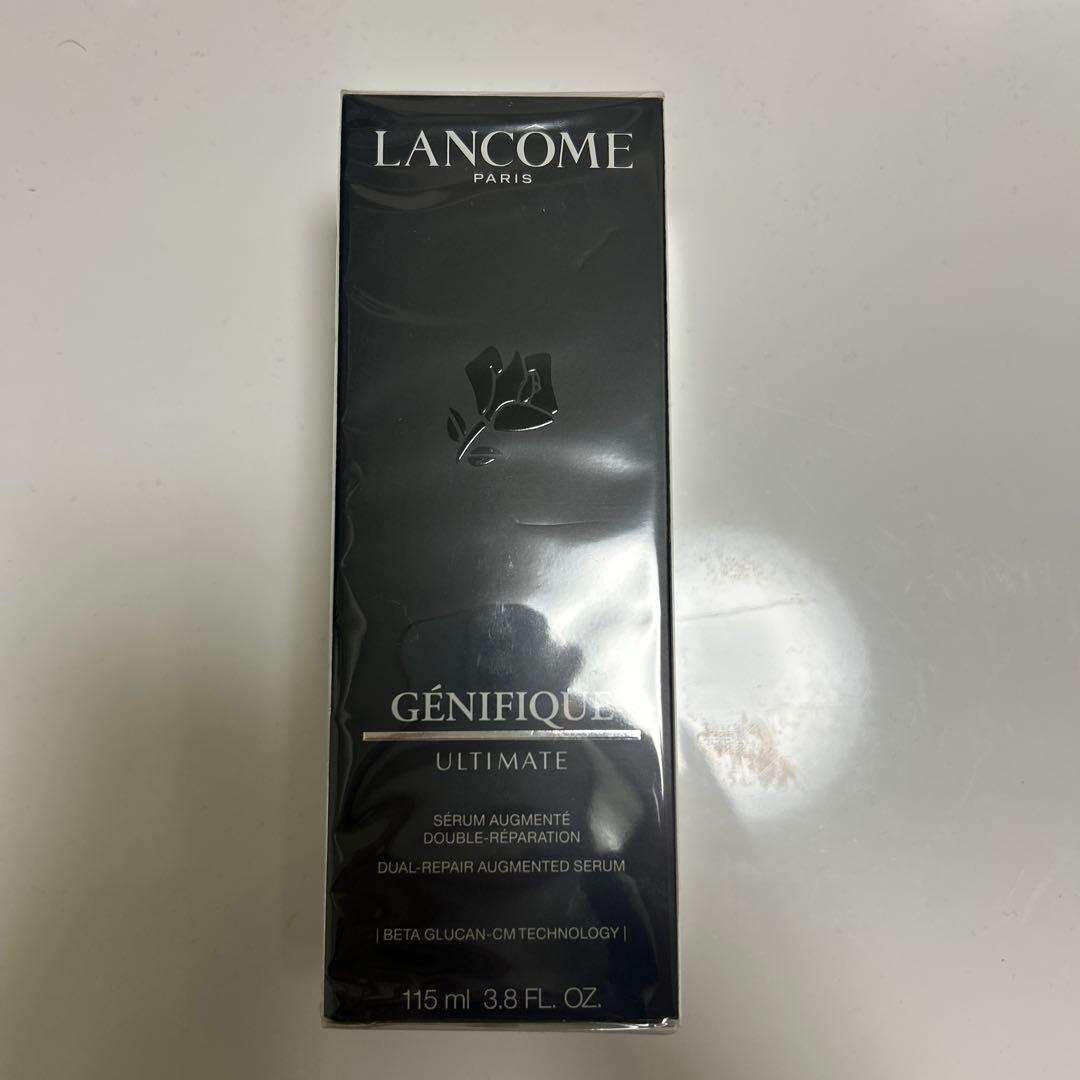 LANCÔME
PARIS
GÉNIFIQUE
ULTIMATE
SÉRUM AUGMENTÉ
DOUBLE-RÉPARATION
DUAL-REPAIR AUGMENTED SERUM
| BETA GLUCAN-CM TECHNOLOGY |
115 ml 3.8 FL. OZ.